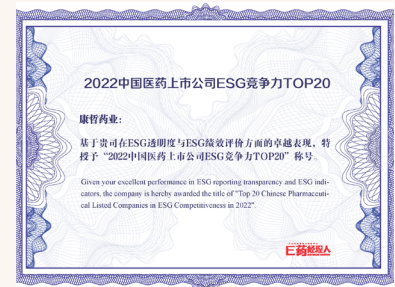 2022中国医药上市公司ESG竞争力TOP20
康哲药业：
基于贵司在ESG透明度与ESG绩效评价方面的卓越表现，特
授予“2022中国医药上市公司ESG竞争力TOP20”称号
Given your excellent performance in ESG reporting transparency and ESG indi-
cators, the company is hereby awarded the title of "Top 20 Chinese Pharmaceuti-
cal Listed Companies in ESG Competitiveness in 2022".
E药经理人